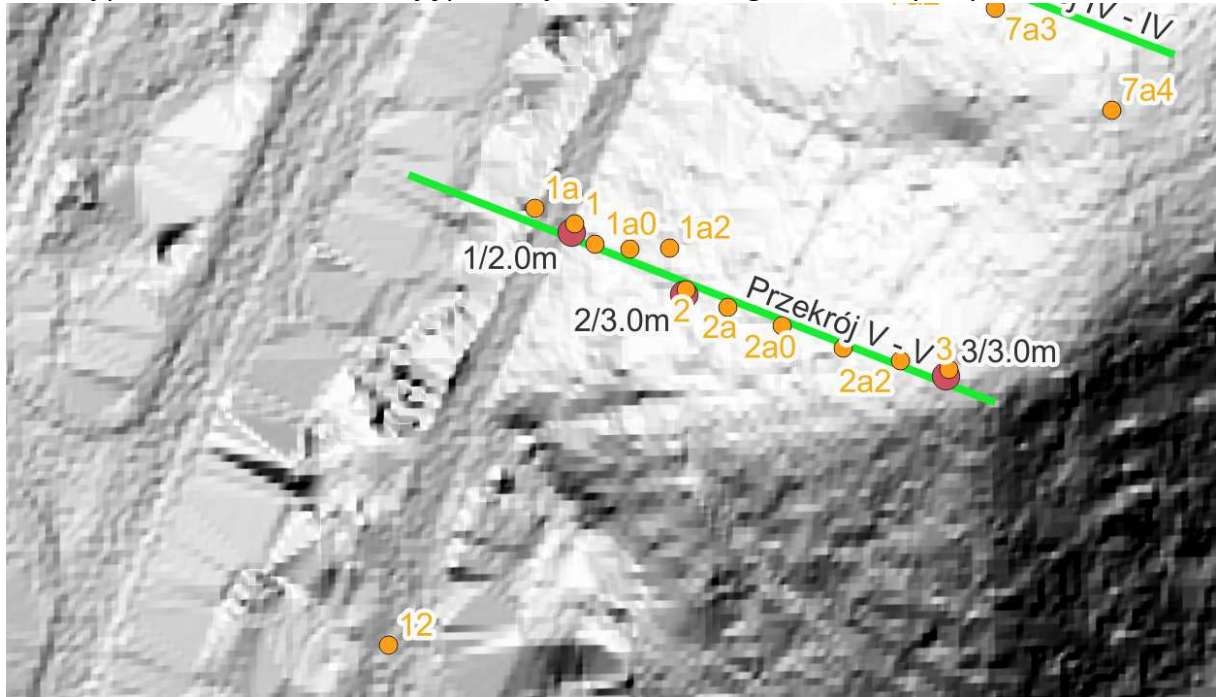 IV - IV
7a3
7a4
1a
1
1a0
1a2
1/2.0m
2/3.0m
2
2a
2a0
Przekrój V - V
2a2
3
3/3.0m
12